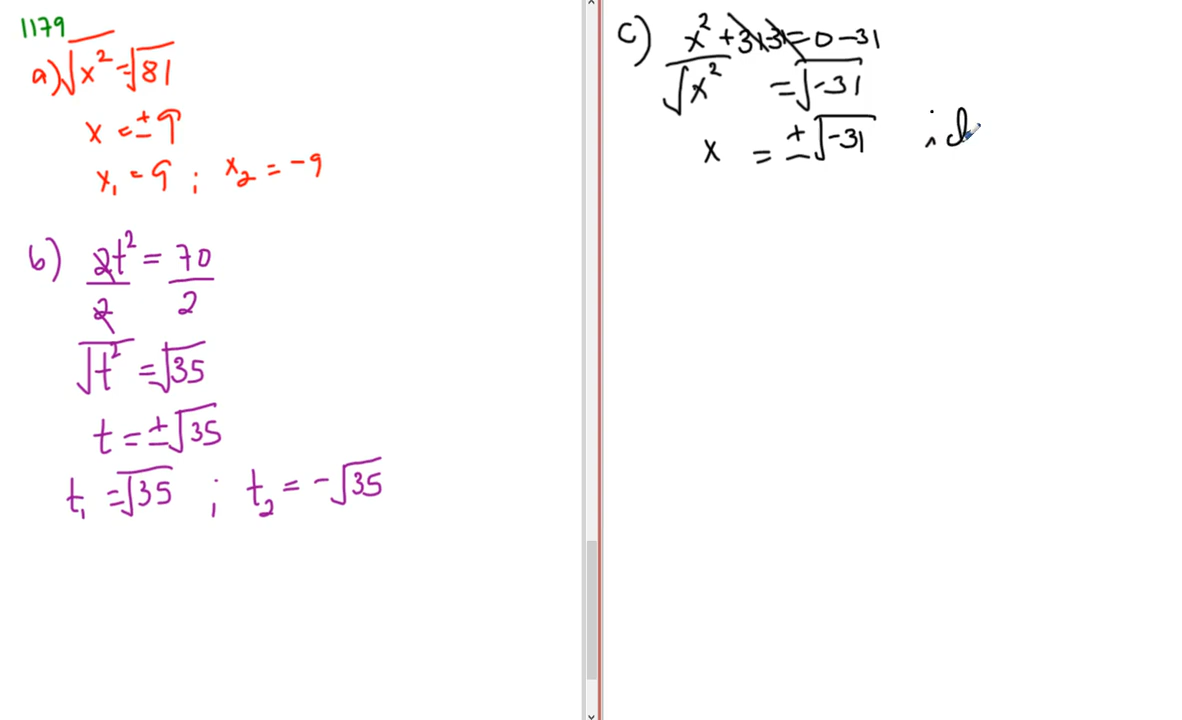 1179
a) √x² = √81
x = ± 9
x₁ = 9 ; x₂ = -9
b) 2t² = 70
2 2
√t² = √35
t = ± √35
t₁ = √35 ; t₂ = -√35
c) x² + 31 - 31 = 0 - 31
√x² = √-31
x = ± √-31 ;